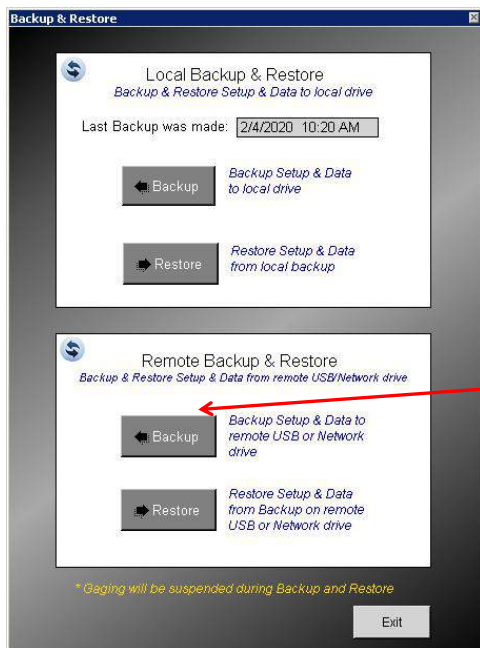 Backup & Restore
Local Backup & Restore
Backup & Restore Setup & Data to local drive
Last Backup was made: 2/4/2020 10:20 AM
Backup
Backup Setup & Data
to local drive
Restore
Restore Setup & Data
from local backup
Remote Backup & Restore
Backup & Restore Setup & Data from remote USB/Network drive
Backup
Backup Setup & Data to
remote USB or Network
drive
Restore
Restore Setup & Data
from Backup on remote
USB or Network drive
* Gaging will be suspended during Backup and Restore
Exit